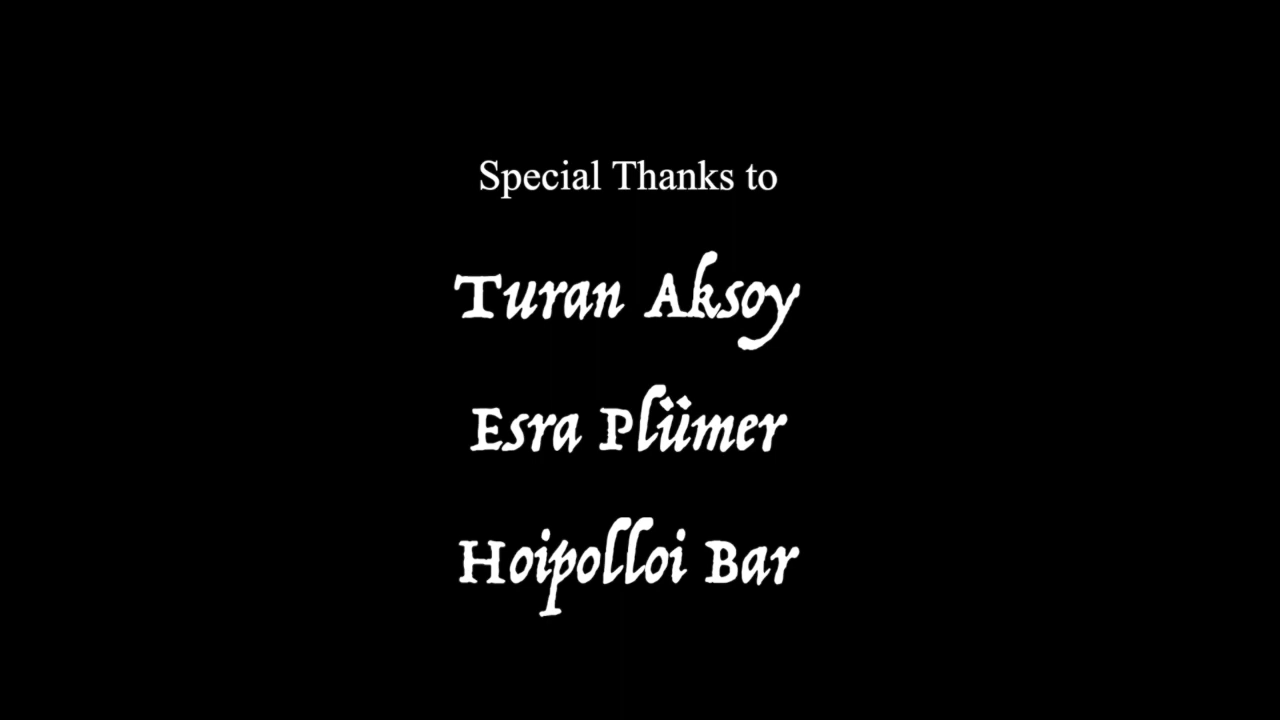 Special Thanks to
Turan Aksoy
Esra Plümer
Hoipolloi Bar